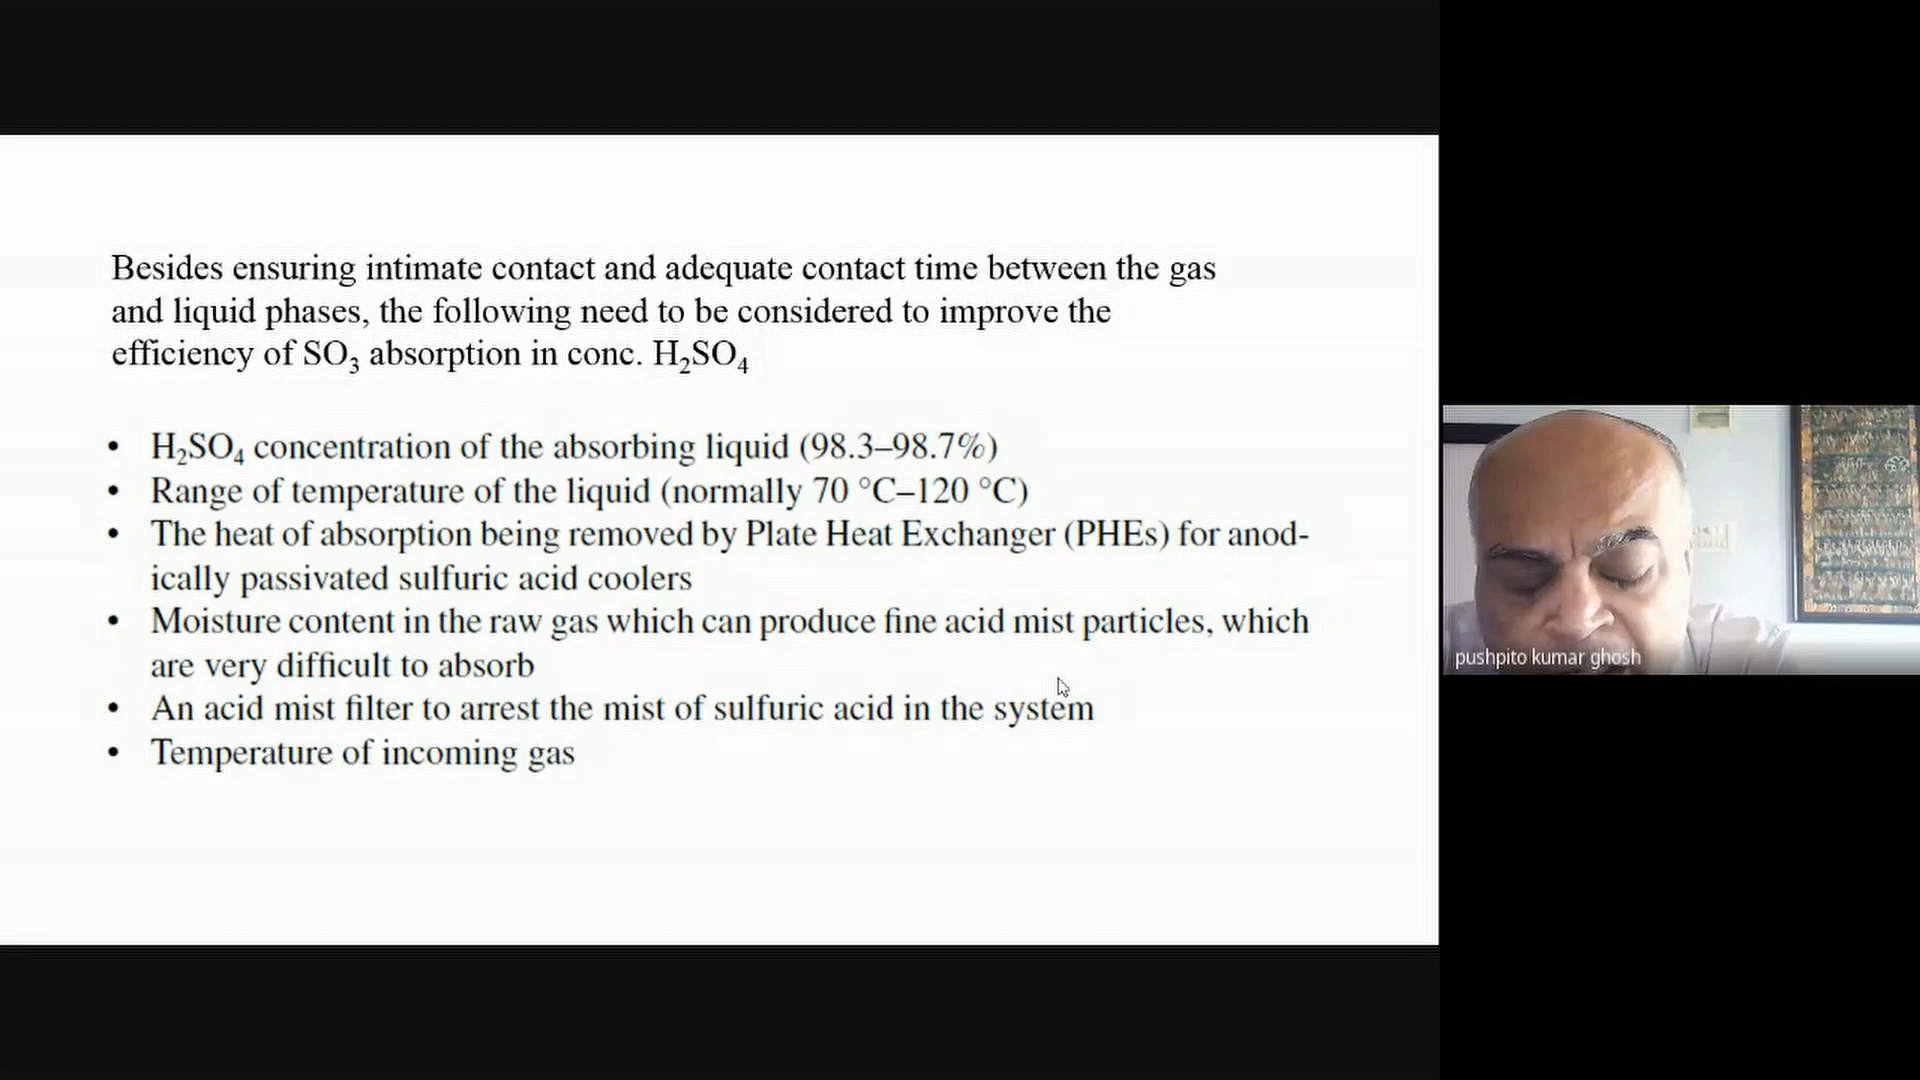 Besides ensuring intimate contact and adequate contact time between the gas
and liquid phases, the following need to be considered to improve the
efficiency of SO₃ absorption in conc. H₂SO₄
• H₂SO₄ concentration of the absorbing liquid (98.3–98.7%)
• Range of temperature of the liquid (normally 70 °C–120 °C)
• The heat of absorption being removed by Plate Heat Exchanger (PHEs) for anod-
ically passivated sulfuric acid coolers
• Moisture content in the raw gas which can produce fine acid mist particles, which
are very difficult to absorb
• An acid mist filter to arrest the mist of sulfuric acid in the system
• Temperature of incoming gas
pushpito kumar ghosh